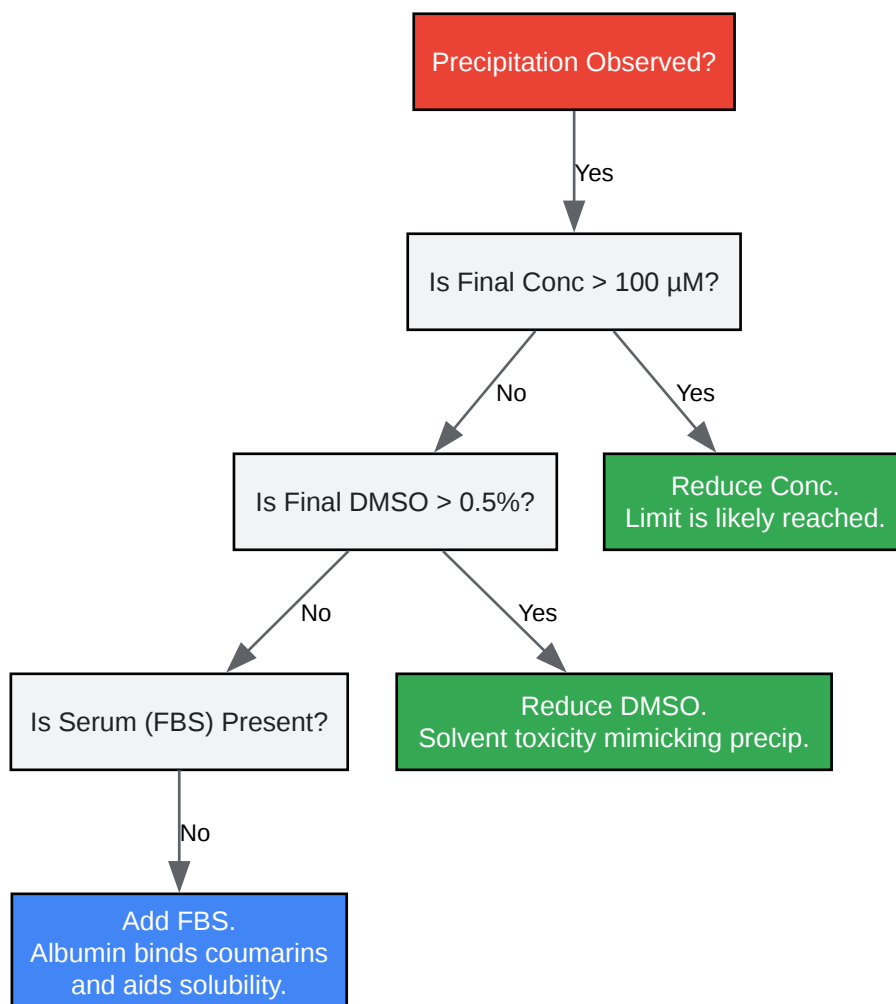 Precipitation Observed?
Yes
Is Final Conc > 100 µM?
No
Yes
Is Final DMSO > 0.5%?
Reduce Conc.
Limit is likely reached.
No
Yes
Is Serum (FBS) Present?
Reduce DMSO.
Solvent toxicity mimicking precip.
No
Add FBS.
Albumin binds coumarins
and aids solubility.